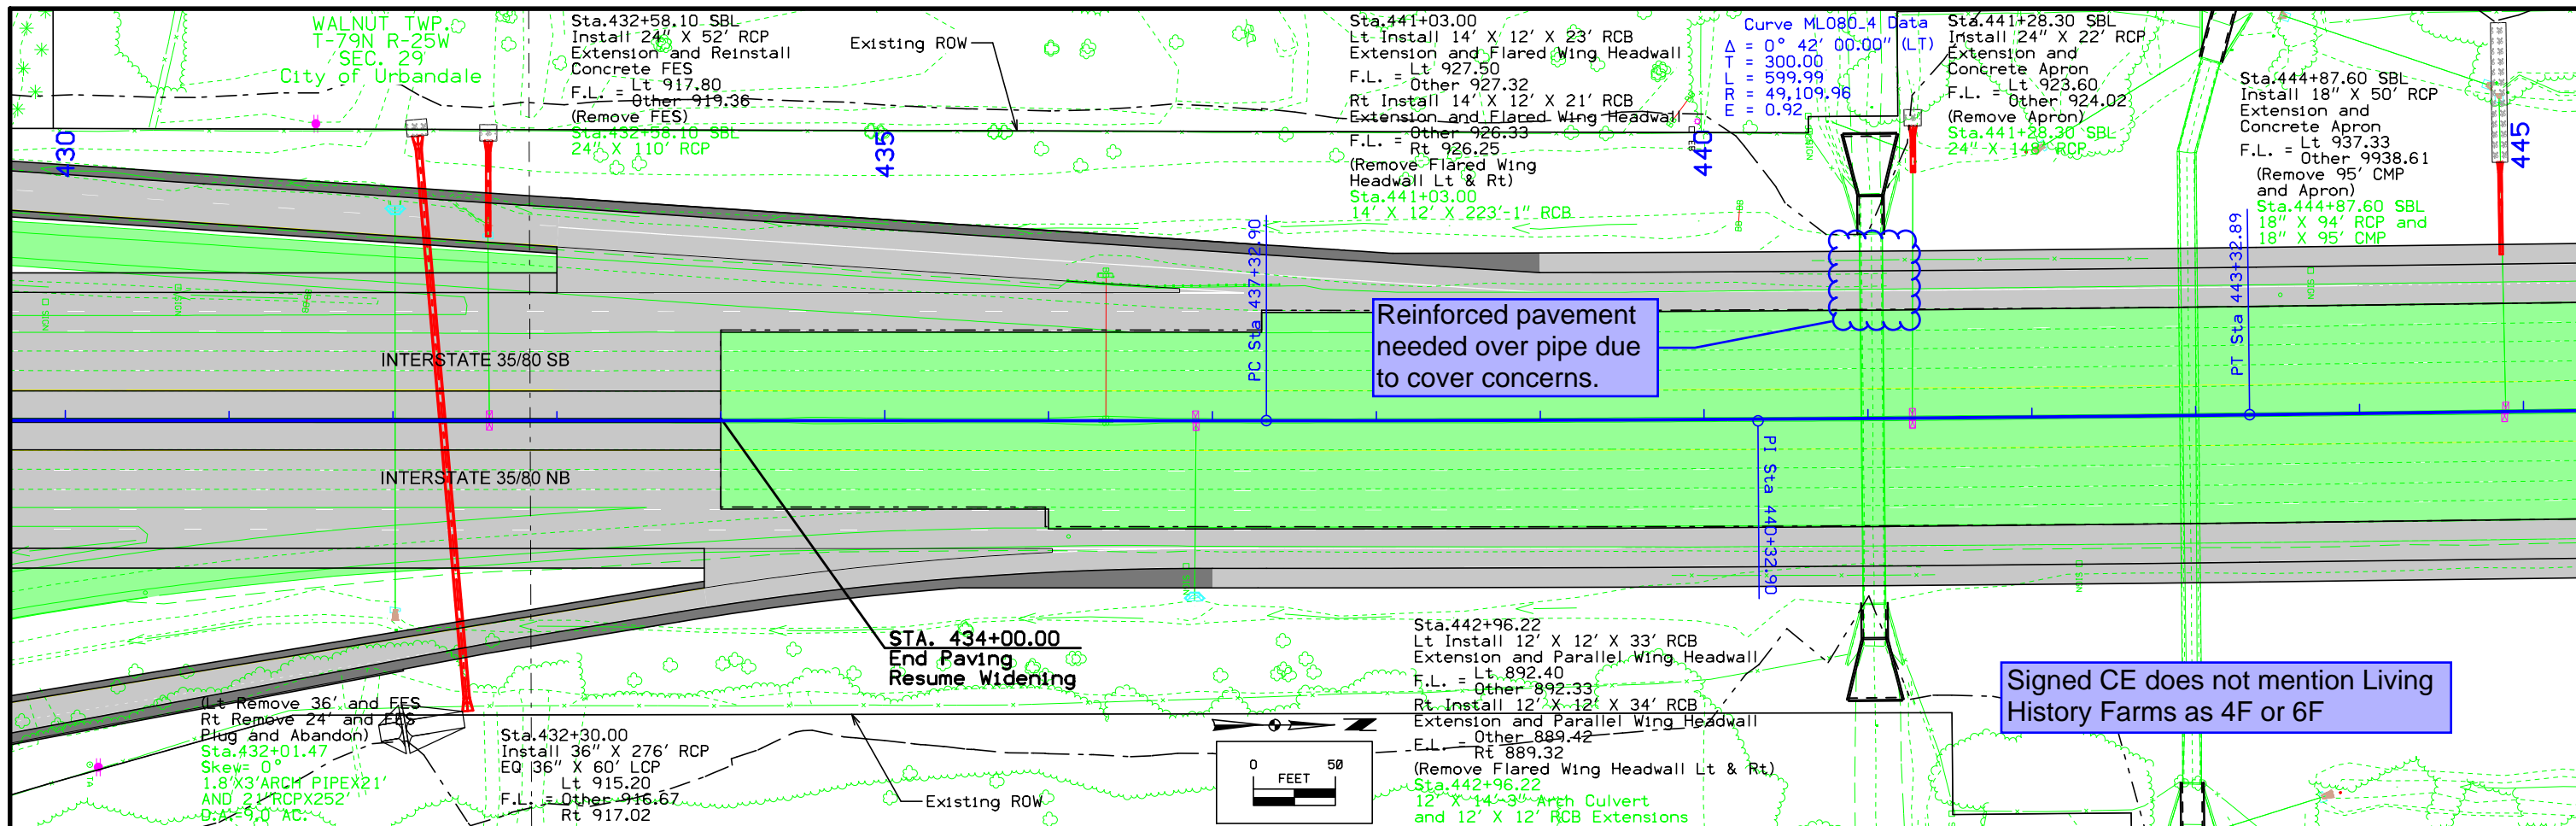 WALNUT TWP.
T-79N R-25W
SEC. 29
City of Urbandale
Sta.432+58.10 SBL
Install 24" X 52' RCP
Extension and Reinstall
Concrete FES
F.L. = Lt 917.80
Other 919.36
(Remove FES)
Sta.432+58.10 SBL
24" X 110' RCP
Existing ROW
Sta.441+03.00
Lt Install 14' X 12' X 23' RCB
Extension and Flared Wing Headwall
F.L. = Lt 927.50
Other 927.32
Rt Install 14' X 12' X 21' RCB
Extension and Flared Wing Headwall
F.L. = Other 926.33
Rt 926.25
(Remove Flared Wing
Headwall Lt & Rt)
Sta.441+03.00
14' X 12' X 223'-1" RCB
Curve ML080_4 Data
Δ = 0° 42' 00.00" (LT)
T = 300.00
L = 599.99
R = 49,109.96
E = 0.92
Sta.441+28.30 SBL
Install 24" X 22' RCP
Extension and
Concrete Apron
F.L. = Lt 923.60
Other 924.02
(Remove Apron)
Sta.441+28.30 SBL
24" X 148' RCP
Sta.444+87.60 SBL
Install 18" X 50' RCP
Extension and
Concrete Apron
F.L. = Lt 937.33
Other 9938.61
(Remove 95' CMP
and Apron)
Sta.444+87.60 SBL
18" X 94' RCP and
18" X 95' CMP
430
435
440
445
PC Sta 437+32.90
PT Sta 443+32.89
PI Sta 440+32.90
SIGN
SIGN
SIGN
SIGN
SIGN
INTERSTATE 35/80 SB
INTERSTATE 35/80 NB
Reinforced pavement
needed over pipe due
to cover concerns.
STA. 434+00.00
End Paving
Resume Widening
Signed CE does not mention Living
History Farms as 4F or 6F
(Lt Remove 36' and FES
Rt Remove 24' and FES
Plug and Abandon)
Sta.432+01.47
Skew= 0°
1.8'X3'ARCH PIPEX21'
AND 21"RCPX252'
D.A.=9.0 AC.
Sta.432+30.00
Install 36" X 276' RCP
EQ 36" X 60' LCP
Lt 915.20
F.L. = Other 916.67
Rt 917.02
Existing ROW
0 50
FEET
Sta.442+96.22
Lt Install 12' X 12' X 33' RCB
Extension and Parallel Wing Headwall
F.L. = Lt 892.40
Other 892.33
Rt Install 12' X 12' X 34' RCB
Extension and Parallel Wing Headwall
F.L. = Other 889.42
Rt 889.32
(Remove Flared Wing Headwall Lt & Rt)
Sta.442+96.22
12' X 14'-3" Arch Culvert
and 12' X 12' RCB Extensions